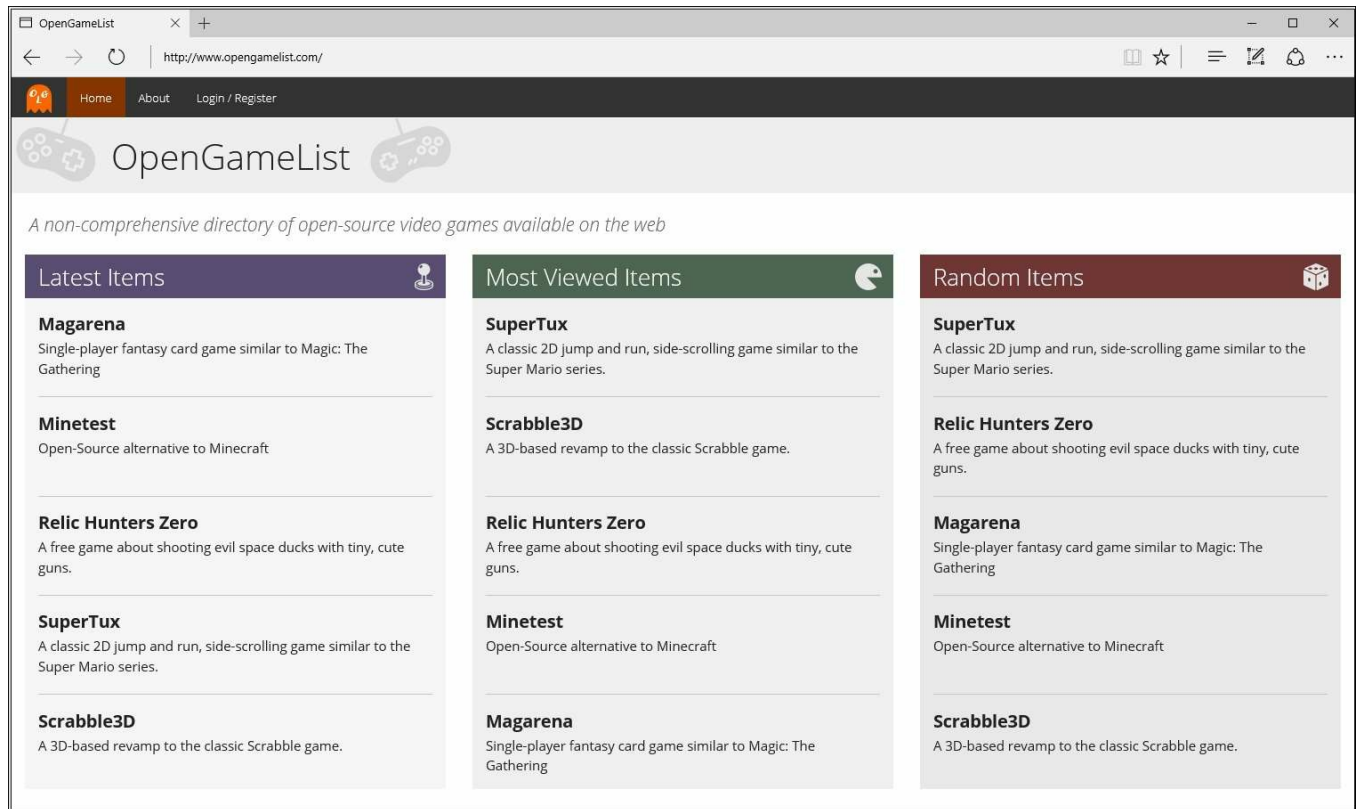 OpenGameList
http://www.opengamelist.com/
OLG
Home About Login / Register
OpenGameList
A non-comprehensive directory of open-source video games available on the web
Latest Items
Magarena
Single-player fantasy card game similar to Magic: The
Gathering
Minetest
Open-Source alternative to Minecraft
Relic Hunters Zero
A free game about shooting evil space ducks with tiny, cute
guns.
SuperTux
A classic 2D jump and run, side-scrolling game similar to the
Super Mario series.
Scrabble3D
A 3D-based revamp to the classic Scrabble game.
Most Viewed Items
SuperTux
A classic 2D jump and run, side-scrolling game similar to the
Super Mario series.
Scrabble3D
A 3D-based revamp to the classic Scrabble game.
Relic Hunters Zero
A free game about shooting evil space ducks with tiny, cute
guns.
Minetest
Open-Source alternative to Minecraft
Magarena
Single-player fantasy card game similar to Magic: The
Gathering
Random Items
SuperTux
A classic 2D jump and run, side-scrolling game similar to the
Super Mario series.
Relic Hunters Zero
A free game about shooting evil space ducks with tiny, cute
guns.
Magarena
Single-player fantasy card game similar to Magic: The
Gathering
Minetest
Open-Source alternative to Minecraft
Scrabble3D
A 3D-based revamp to the classic Scrabble game.